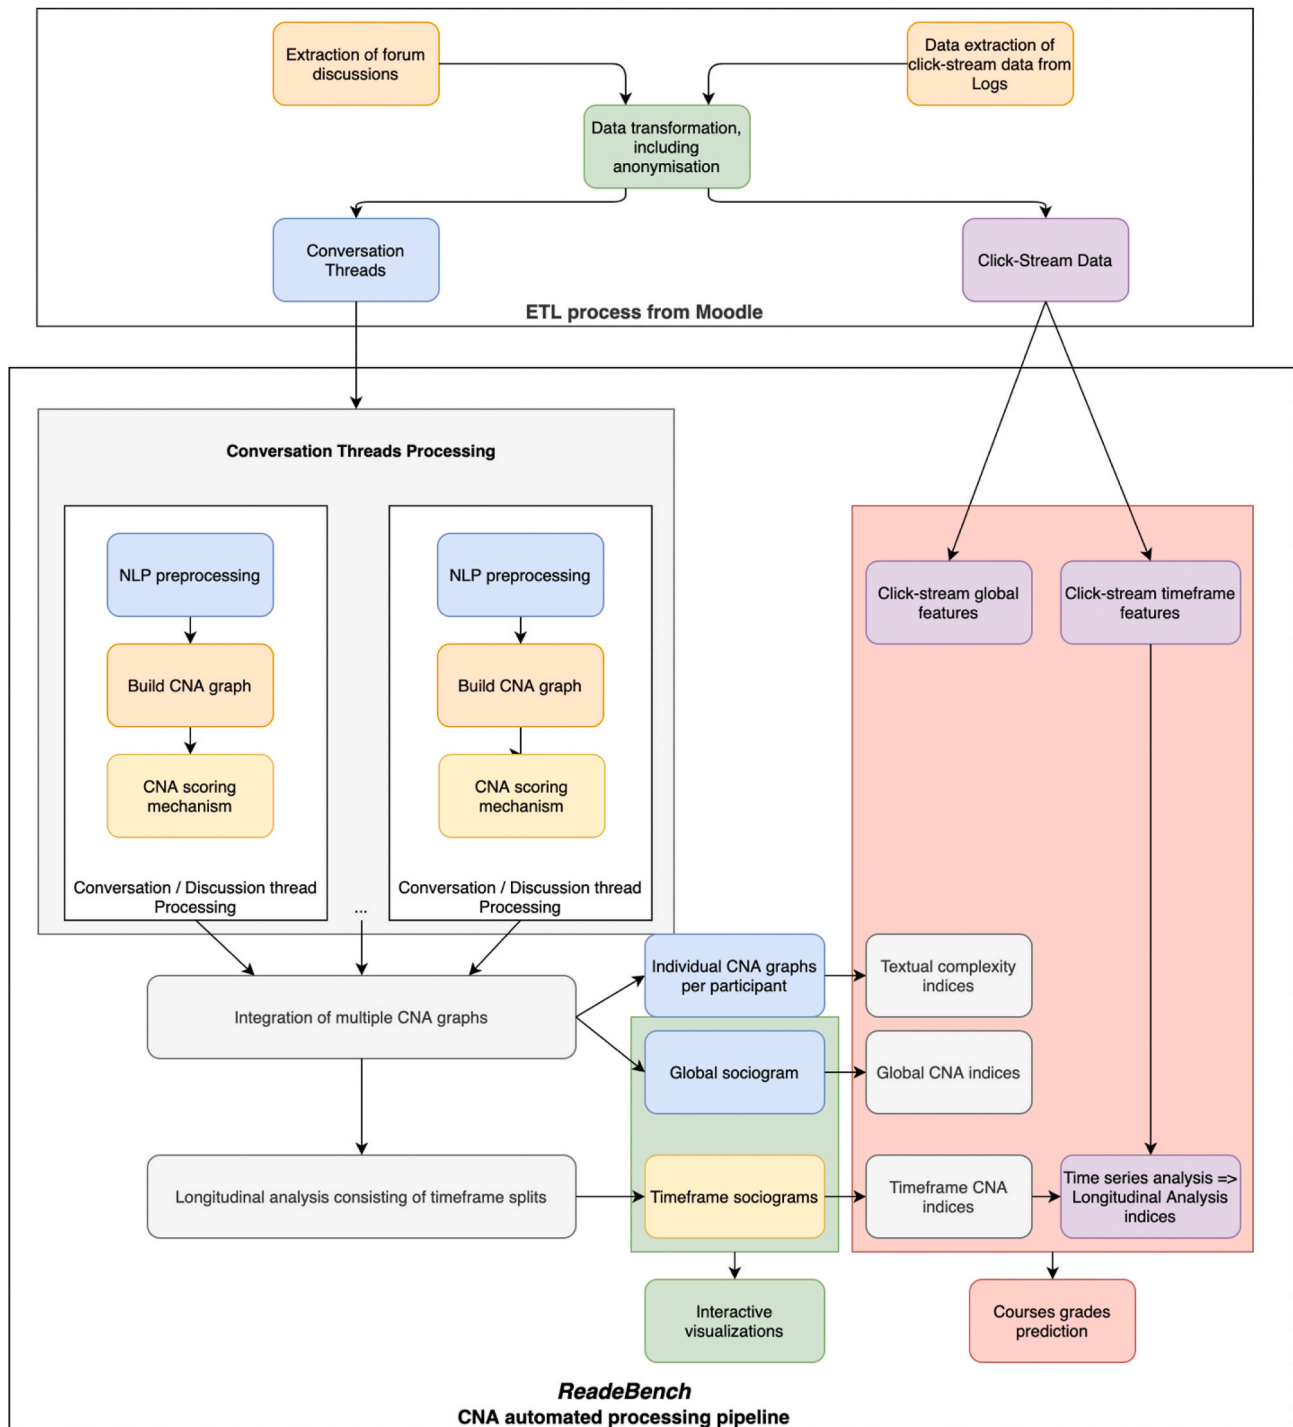 Extraction of forum
discussions
Data extraction of
click-stream data from
Logs
Data transformation,
including
anonymisation
Conversation
Threads
Click-Stream Data
ETL process from Moodle
Conversation Threads Processing
NLP preprocessing
Build CNA graph
CNA scoring
mechanism
Conversation / Discussion thread
Processing
...
NLP preprocessing
Build CNA graph
CNA scoring
mechanism
Conversation / Discussion thread
Processing
Click-stream global
features
Click-stream timeframe
features
Integration of multiple CNA graphs
Individual CNA graphs
per participant
Textual complexity
indices
Global sociogram
Global CNA indices
Longitudinal analysis consisting of timeframe splits
Timeframe sociograms
Timeframe CNA
indices
Time series analysis =>
Longitudinal Analysis
indices
Interactive
visualizations
Courses grades
prediction
ReadeBench
CNA automated processing pipeline